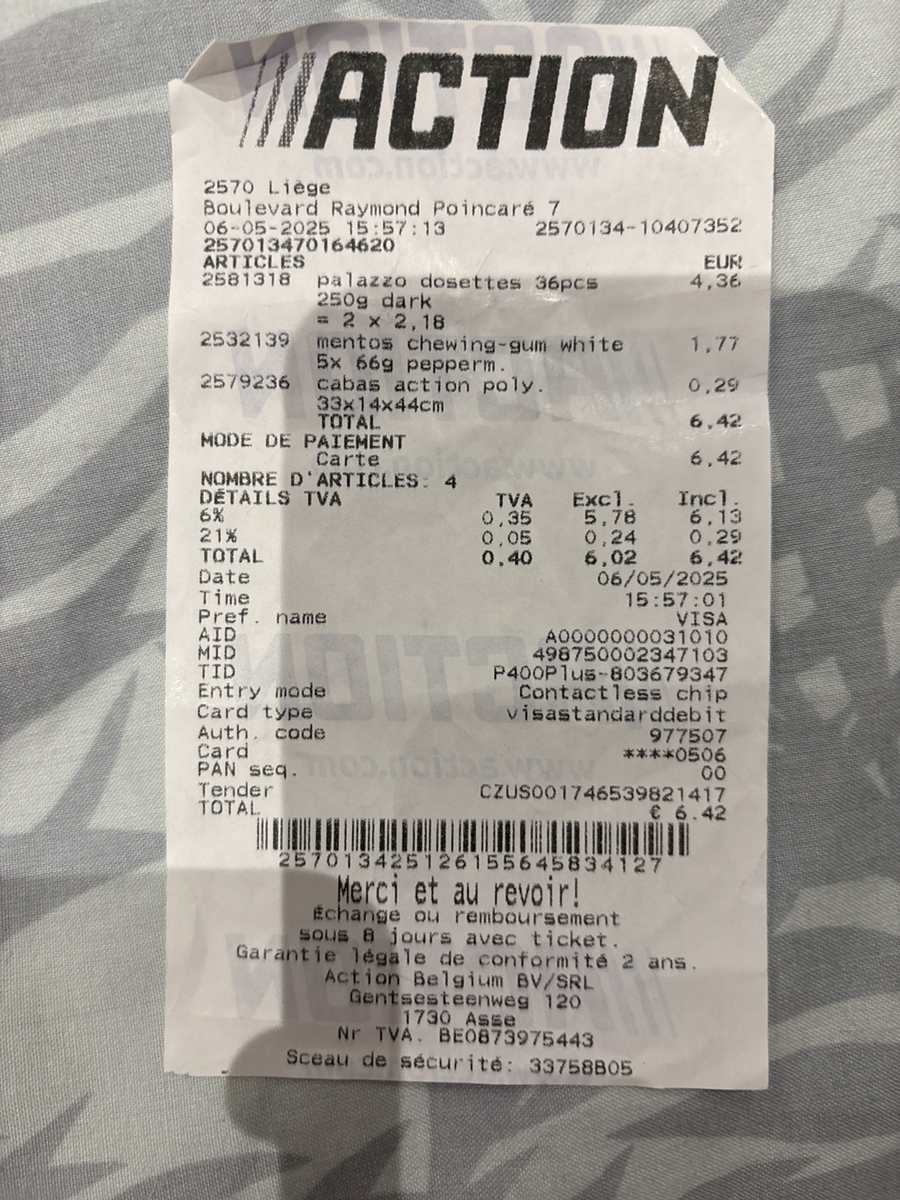 ACTION
2570 Liège
Boulevard Raymond Poincaré 7
06-05-2025 15:57:13 2570134-10407352
257013470164620
ARTICLES EUR
2581318 palazzo dosettes 36pcs 4,36
250g dark
= 2 x 2,18
2532139 mentos chewing-gum white 1,77
5x 66g pepperm.
2579236 cabas action poly. 0,29
33x14x44cm
TOTAL 6,42
MODE DE PAIEMENT
Carte 6,42
NOMBRE D'ARTICLES: 4
DÉTAILS TVA TVA Excl. Incl.
6% 0,35 5,78 6,13
21% 0,05 0,24 0,29
TOTAL 0,40 6,02 6,42
Date 06/05/2025
Time 15:57:01
Pref. name VISA
AID A0000000031010
MID 498750002347103
TID P400Plus-803679347
Entry mode Contactless chip
Card type visastandarddebit
Auth. code 977507
Card ****0506
PAN seq. 00
Tender CZUS001746539821417
TOTAL € 6.42
257013425126155645834127
Merci et au revoir!
Échange ou remboursement
sous 8 jours avec ticket.
Garantie légale de conformité 2 ans.
Action Belgium BV/SRL
Gentsesteenweg 120
1730 Asse
Nr TVA. BE0873975443
Sceau de sécurité: 33758B05